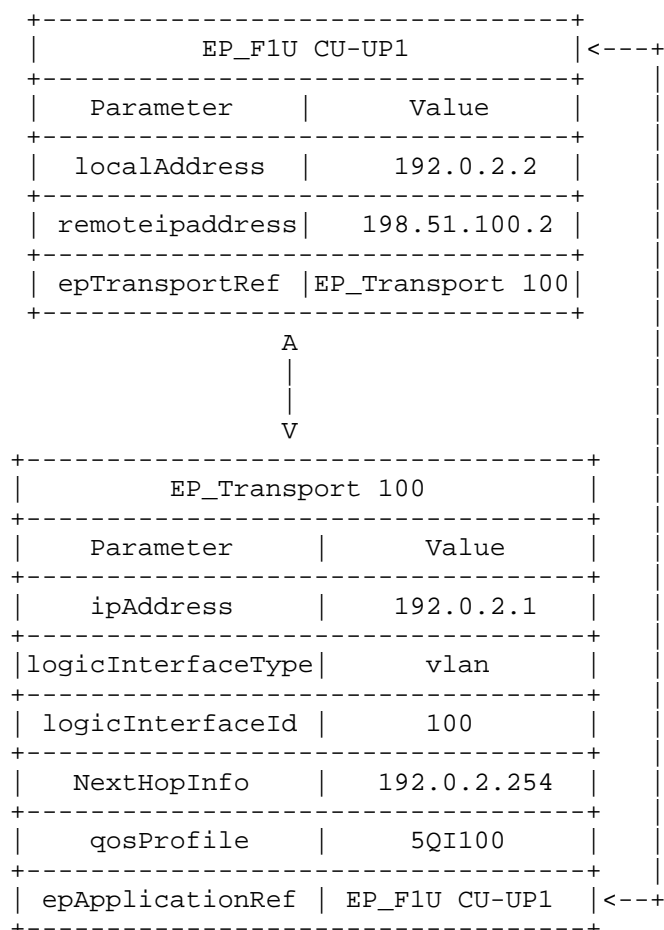 EP_F1U CU-UP1
Parameter | Value
localAddress | 192.0.2.2
remoteipaddress| 198.51.100.2
epTransportRef |EP_Transport 100
A
V
EP_Transport 100
Parameter | Value
ipAddress | 192.0.2.1
logicInterfaceType| vlan
logicInterfaceId | 100
NextHopInfo | 192.0.2.254
qosProfile | 5QI100
epApplicationRef | EP_F1U CU-UP1